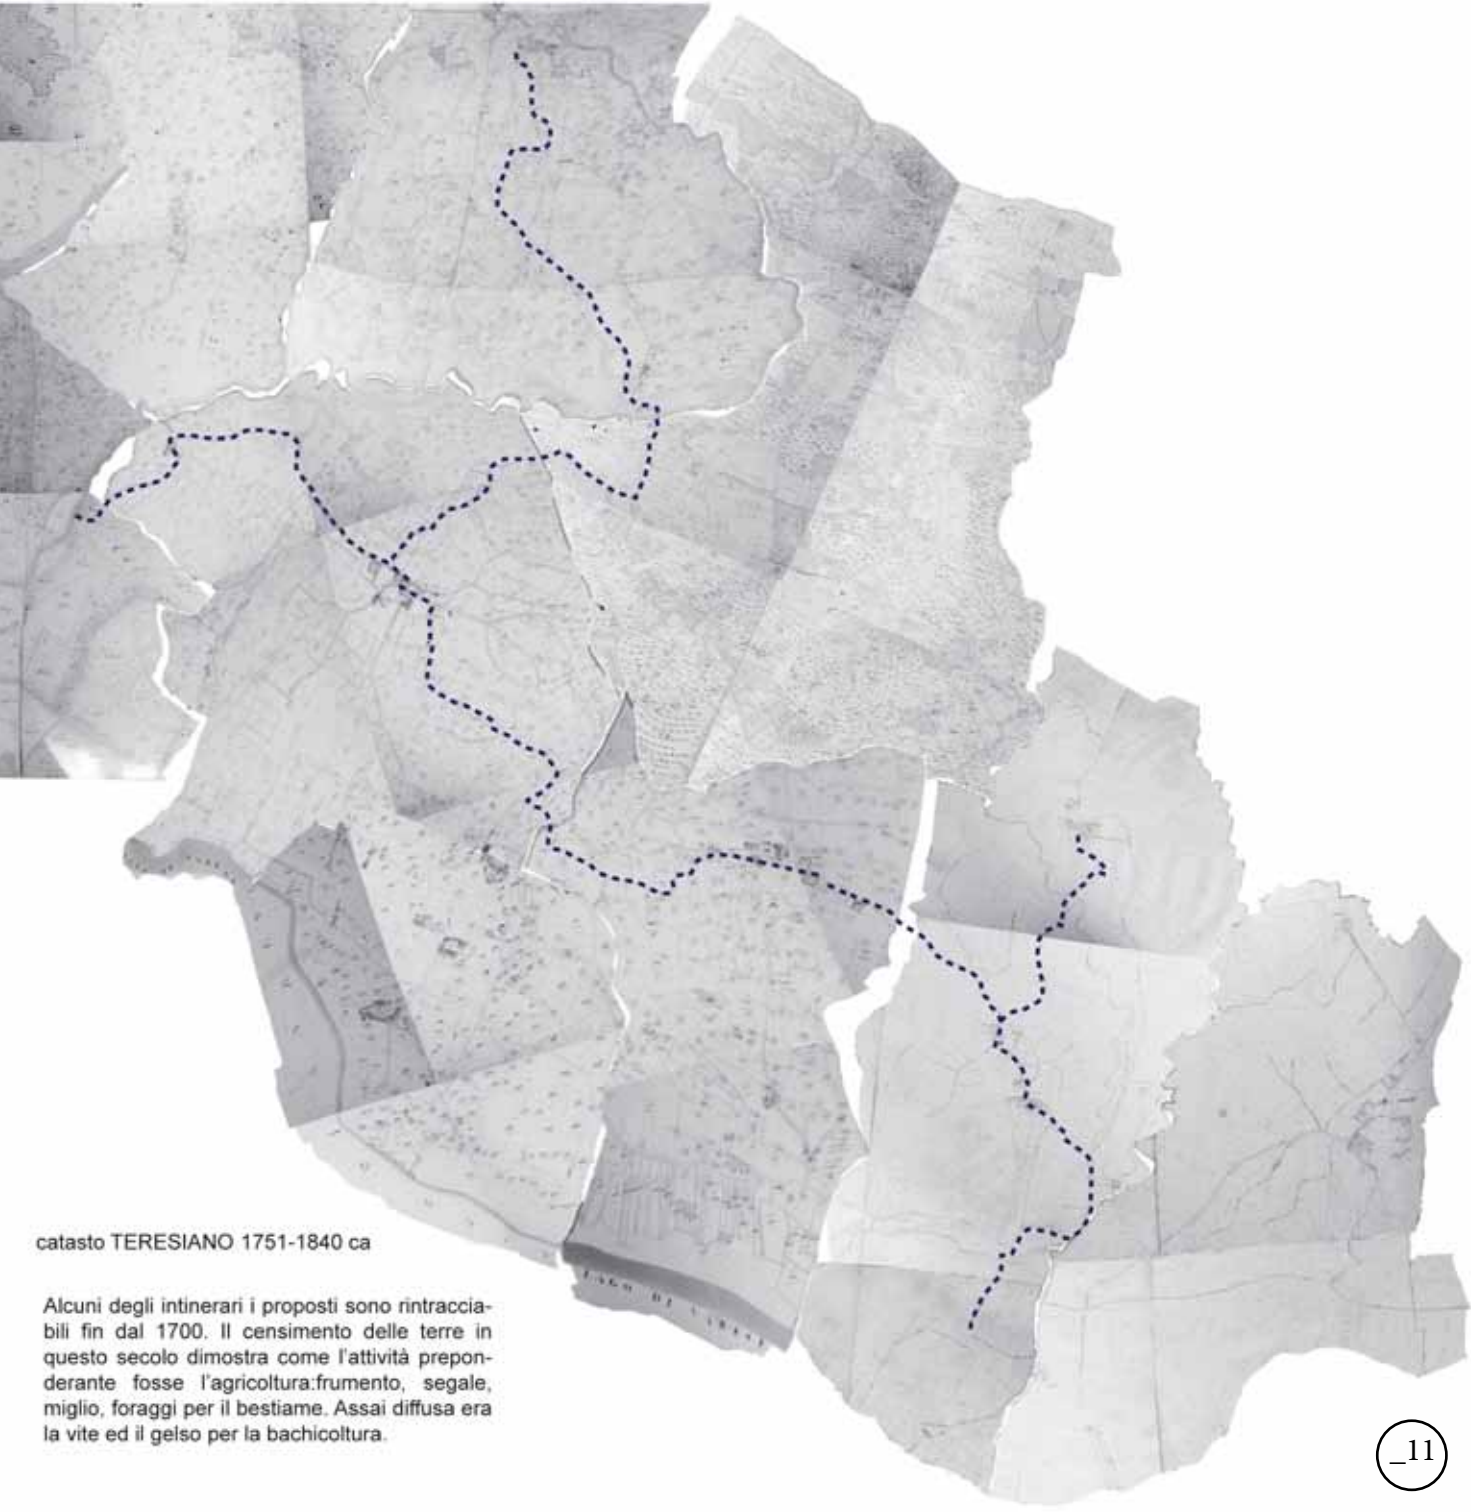 LAGO DI
catasto TERESIANO 1751-1840 ca
Alcuni degli intinerari i proposti sono rintraccia-
bili fin dal 1700. Il censimento delle terre in
questo secolo dimostra come l'attività prepon-
derante fosse l'agricoltura:frumento, segale,
miglio, foraggi per il bestiame. Assai diffusa era
la vite ed il gelso per la bachicoltura.
_11